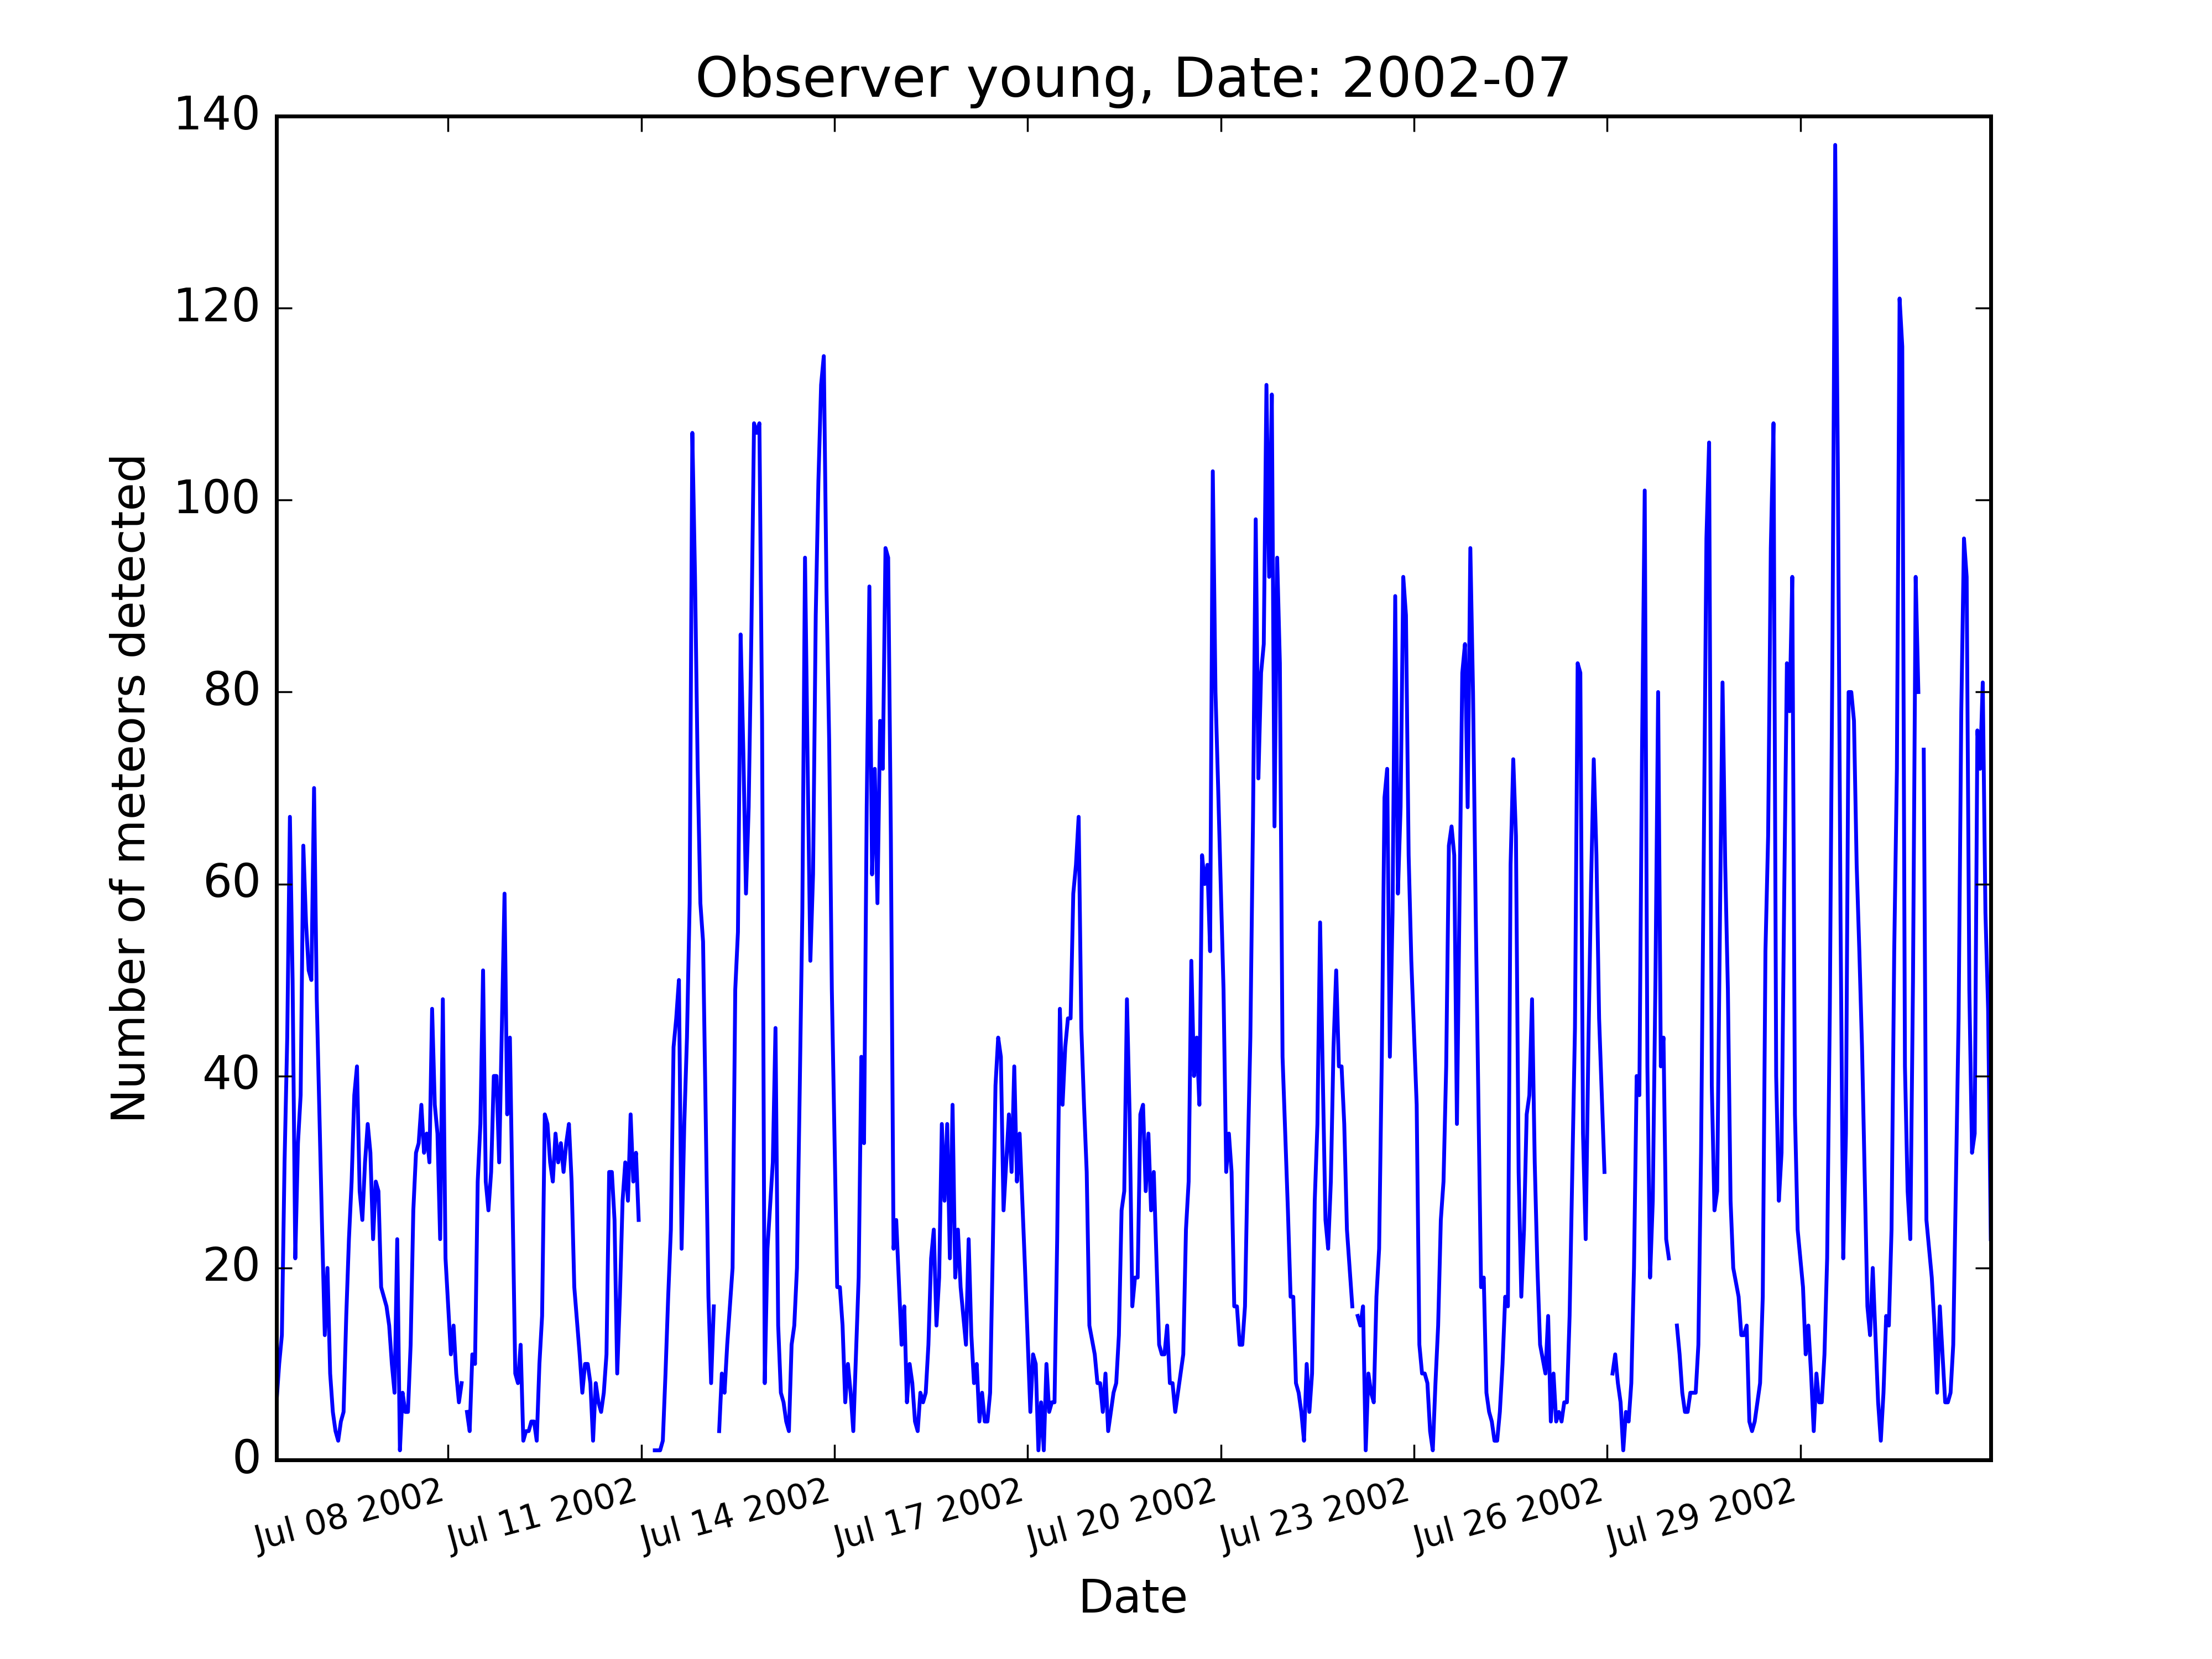 Observer young, Date: 2002-07
140
120
100
80
60
40
20
0
Number of meteors detected
Jul 08 2002
Jul 11 2002
Jul 14 2002
Jul 17 2002
Jul 20 2002
Jul 23 2002
Jul 26 2002
Jul 29 2002
Date